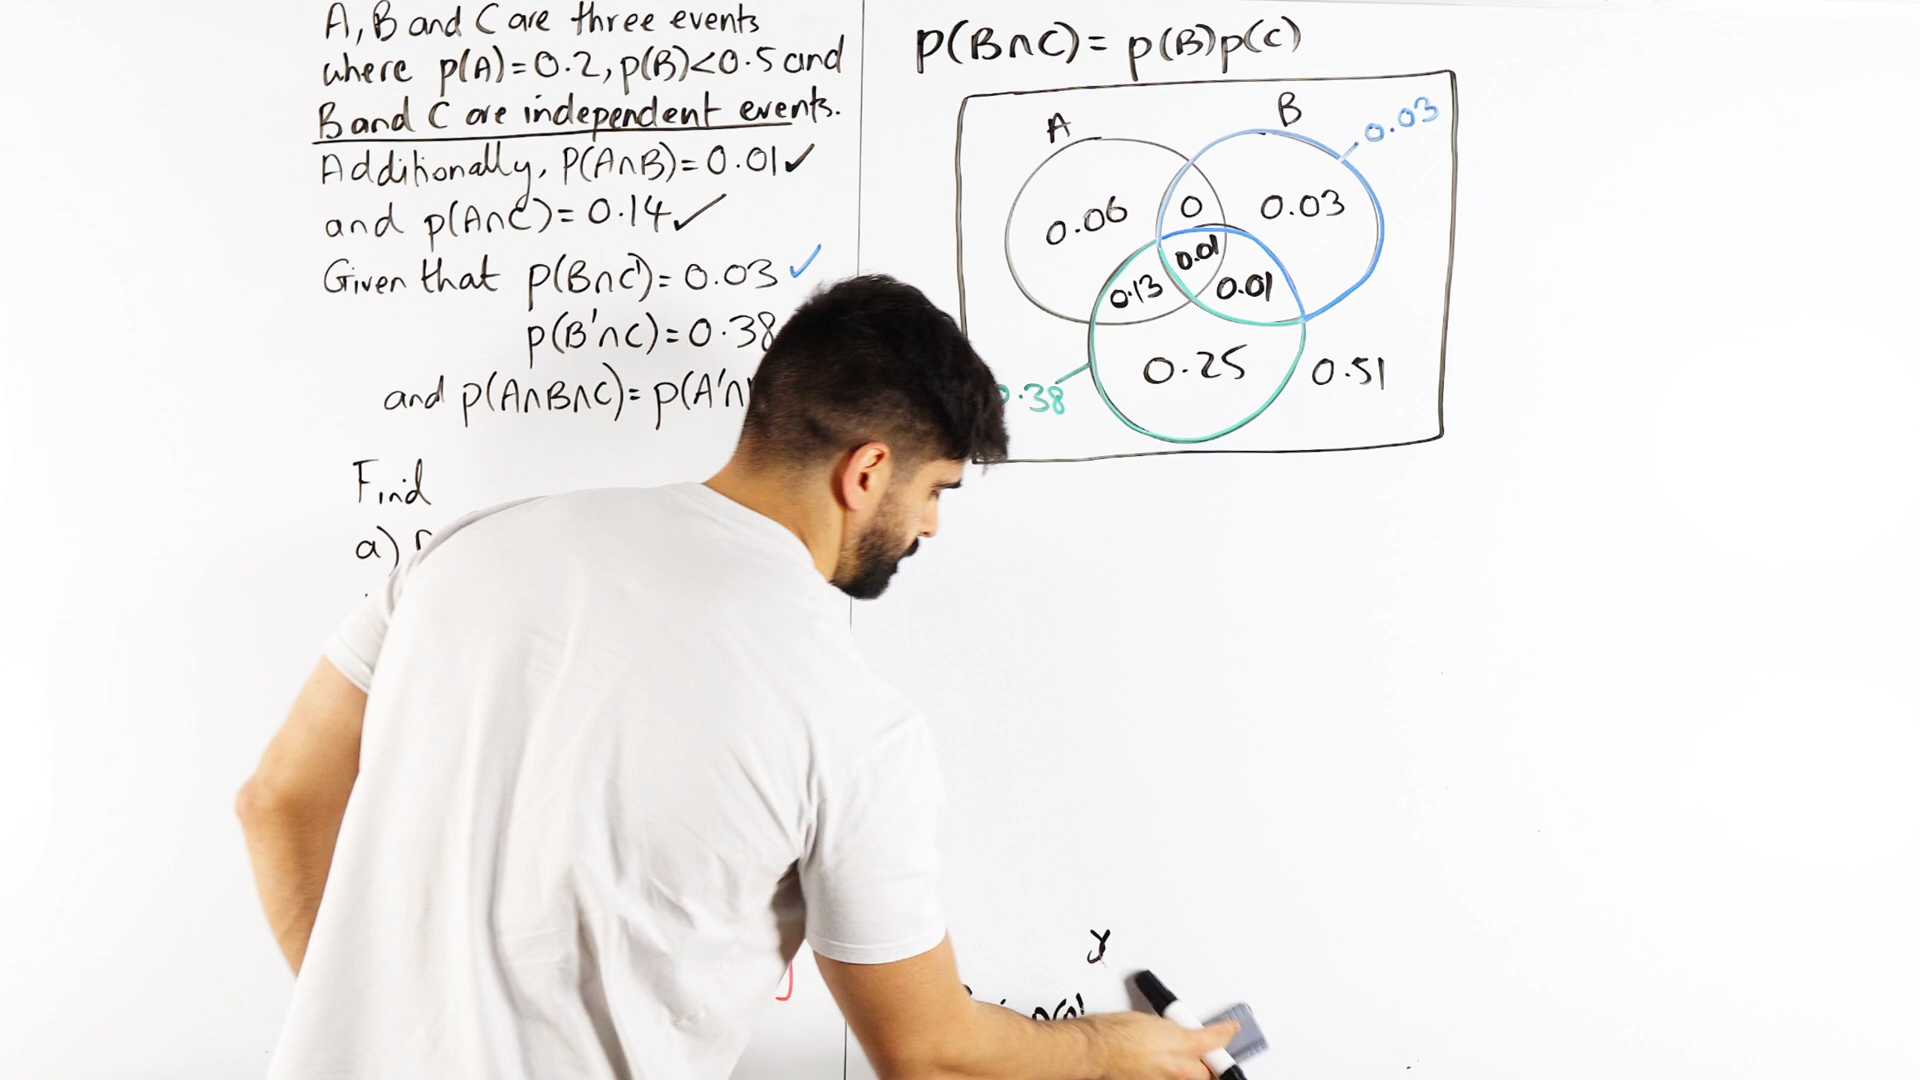 A, B and C are three events
where p(A)=0.2, p(B)<0.5 and
B and C are independent events.
Additionally, P(A∩B)=0.01✓
and p(A∩C)=0.14✓
Given that p(B∩C')=0.03✓
p(B'∩C)=0.38
and p(A∩B∩C)=p(A'∩
Find
a)
p(B∩C)= p(B)p(C)
A
B
0.03
0.06
0
0.03
0.01
0.13
0.01
0.25
0.51
.38